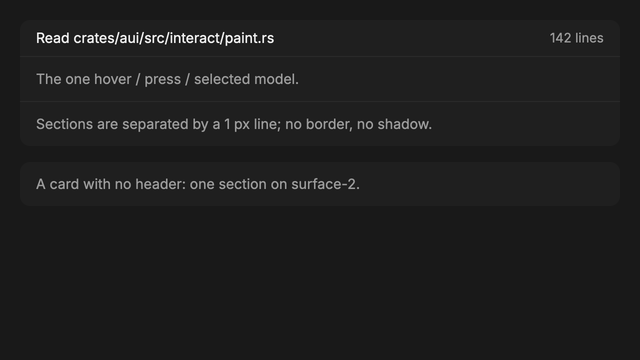 Read crates/aui/src/interact/paint.rs 142 lines
The one hover / press / selected model.
Sections are separated by a 1 px line; no border, no shadow.
A card with no header: one section on surface-2.